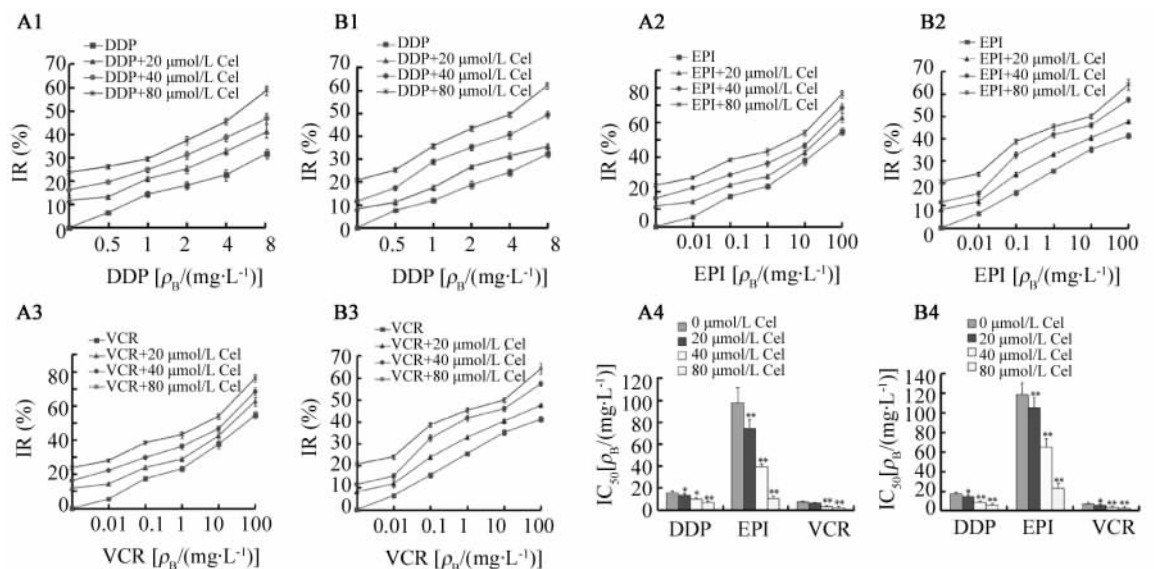 A1
DDP
DDP+20 μmol/L Cel
DDP+40 μmol/L Cel
DDP+80 μmol/L Cel
IR (%)
70
60
50
40
30
20
10
0
0.5 1 2 4 8
DDP [ρB/(mg·L-1)]
B1
DDP
DDP+20 μmol/L Cel
DDP+40 μmol/L Cel
DDP+80 μmol/L Cel
IR (%)
70
60
50
40
30
20
10
0
0.5 1 2 4 8
DDP [ρB/(mg·L-1)]
A2
EPI
EPI+20 μmol/L Cel
EPI+40 μmol/L Cel
EPI+80 μmol/L Cel
IR (%)
100
80
60
40
20
0
0.01 0.1 1 10 100
EPI [ρB/(mg·L-1)]
B2
EPI
EPI+20 μmol/L Cel
EPI+40 μmol/L Cel
EPI+80 μmol/L Cel
IR (%)
70
60
50
40
30
20
10
0
0.01 0.1 1 10 100
EPI [ρB/(mg·L-1)]
A3
VCR
VCR+20 μmol/L Cel
VCR+40 μmol/L Cel
VCR+80 μmol/L Cel
IR (%)
100
80
60
40
20
0
0.01 0.1 1 10 100
VCR [ρB/(mg·L-1)]
B3
VCR
VCR+20 μmol/L Cel
VCR+40 μmol/L Cel
VCR+80 μmol/L Cel
IR (%)
70
60
50
40
30
20
10
0
0.01 0.1 1 10 100
VCR [ρB/(mg·L-1)]
A4
0 μmol/L Cel
20 μmol/L Cel
40 μmol/L Cel
80 μmol/L Cel
IC50[ρB/(mg·L-1)]
120
100
80
60
40
20
0
* * **
** ** **
** **
DDP EPI VCR
B4
0 μmol/L Cel
20 μmol/L Cel
40 μmol/L Cel
80 μmol/L Cel
IC50[ρB/(mg·L-1)]
140
120
100
80
60
40
20
0
* ** **
** ** **
* ** **
DDP EPI VCR